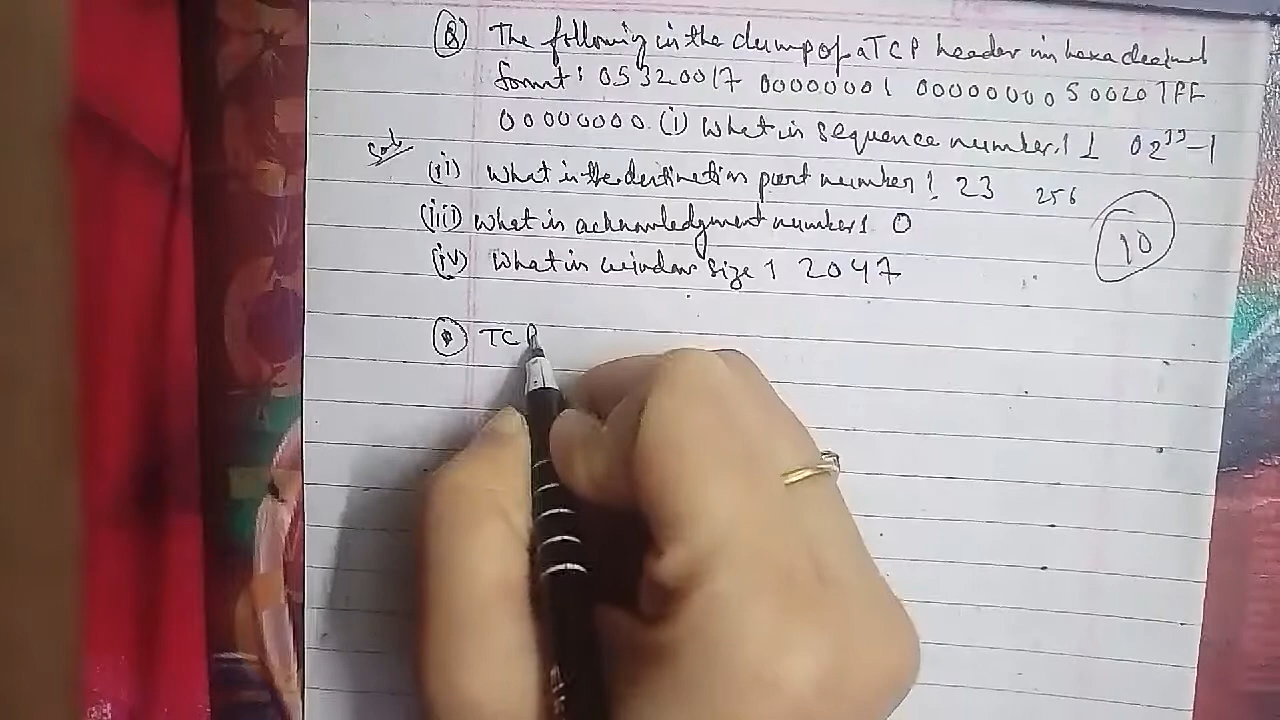 Q The following is the dump of a TCP header in hexadecimal
format: 05320017 00000001 00000000 500207FF
00000000. (i) What is sequence number? 1 02³²-1
Sol
(ii) What is the destination port number? 23 256
(iii) What is acknowledgment number? 0
10
(iv) What is window size? 2047
TCP